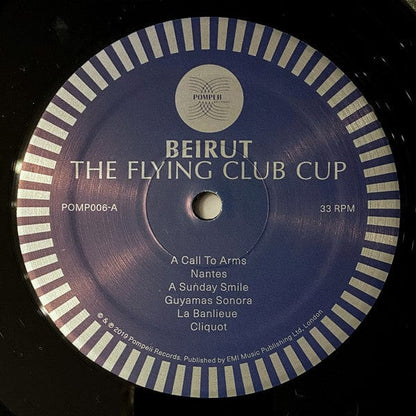 POMPEII
BEIRUT
THE FLYING CLUB CUP
POMP006-A
33 RPM
A Call To Arms
Nantes
A Sunday Smile
Guyamas Sonora
La Banlieue
Cliquot
℗ & © 2019 Pompeii Records. Published by EMI Music Publishing Ltd, London